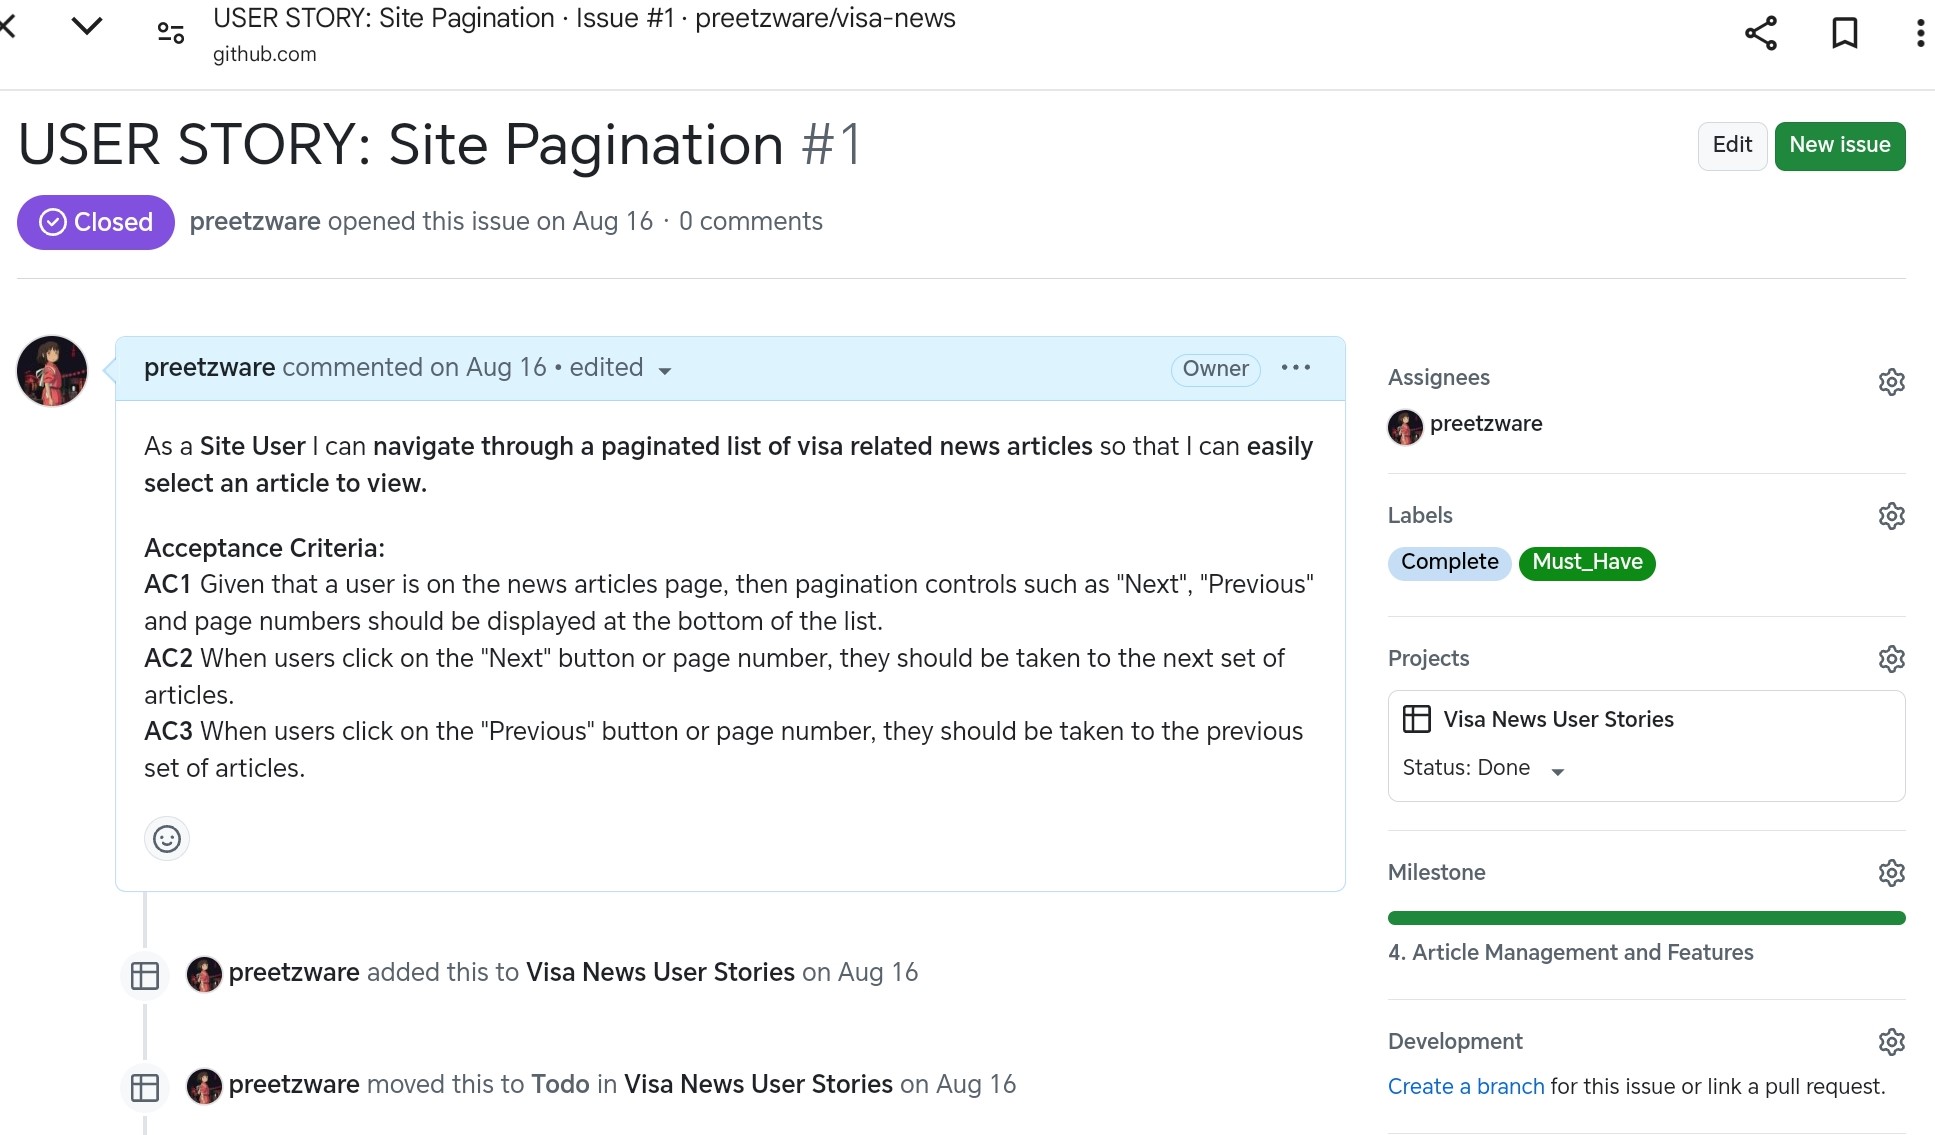 USER STORY: Site Pagination · Issue #1 · preetzware/visa-news
github.com
USER STORY: Site Pagination #1
Edit
New issue
Closed
preetzware opened this issue on Aug 16 · 0 comments
preetzware commented on Aug 16 • edited
Owner
As a Site User I can navigate through a paginated list of visa related news articles so that I can easily
select an article to view.
Acceptance Criteria:
AC1 Given that a user is on the news articles page, then pagination controls such as "Next", "Previous"
and page numbers should be displayed at the bottom of the list.
AC2 When users click on the "Next" button or page number, they should be taken to the next set of
articles.
AC3 When users click on the "Previous" button or page number, they should be taken to the previous
set of articles.
preetzware added this to Visa News User Stories on Aug 16
preetzware moved this to Todo in Visa News User Stories on Aug 16
Assignees
preetzware
Labels
Complete
Must_Have
Projects
Visa News User Stories
Status: Done
Milestone
4. Article Management and Features
Development
Create a branch for this issue or link a pull request.